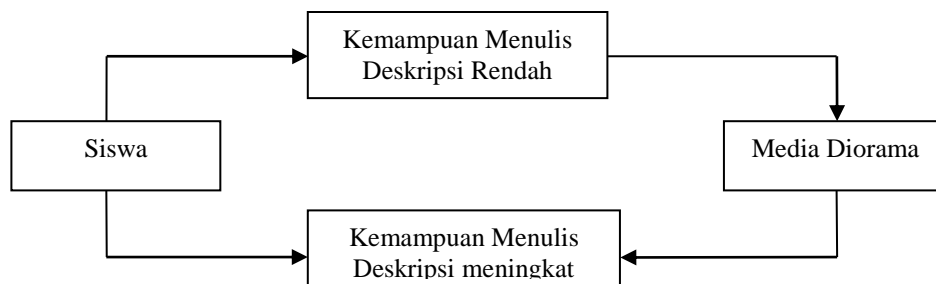 Kemampuan Menulis
Deskripsi Rendah
Siswa
Media Diorama
Kemampuan Menulis
Deskripsi meningkat